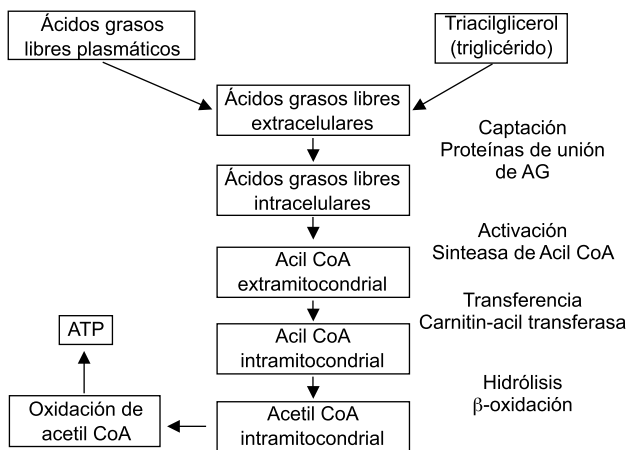 Ácidos grasos
libres plasmáticos
Triacilglicerol
(triglicérido)
Ácidos grasos libres
extracelulares
Captación
Proteínas de unión
de AG
Ácidos grasos libres
intracelulares
Activación
Sinteasa de Acil CoA
Acil CoA
extramitocondrial
Transferencia
Carnitin-acil transferasa
ATP
Acil CoA
intramitocondrial
Hidrólisis
β-oxidación
Oxidación de
acetil CoA
Acetil CoA
intramitocondrial